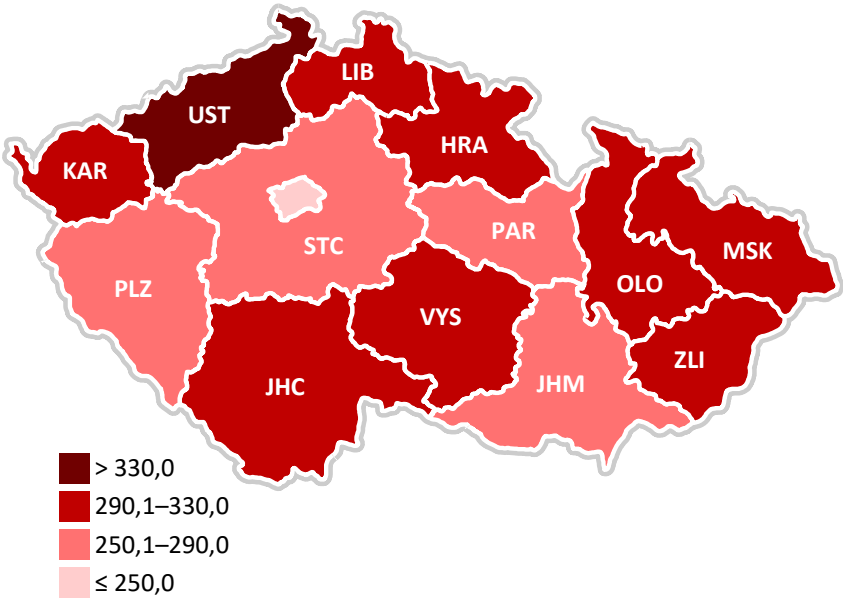 LIB
UST
HRA
KAR
PAR
STC
MSK
OLO
PLZ
VYS
ZLI
JHC
JHM
> 330,0
290,1–330,0
250,1–290,0
≤ 250,0